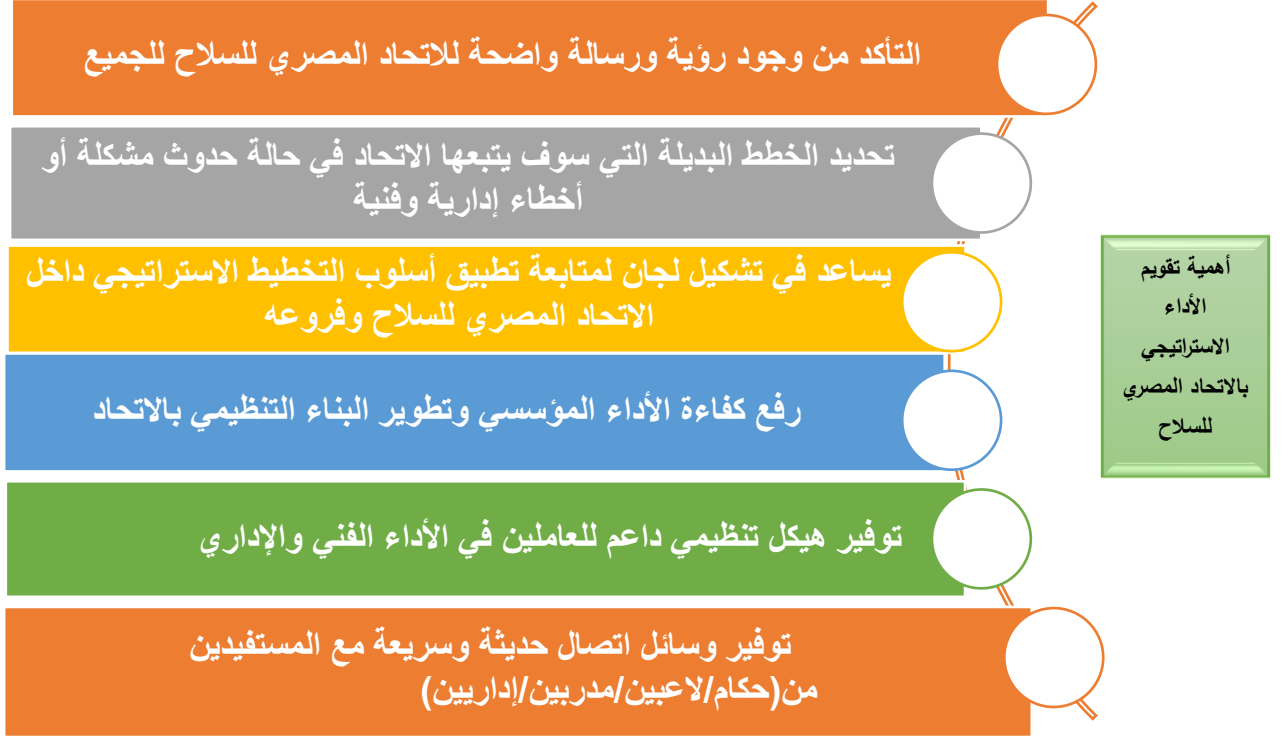 التأكد من وجود رؤية ورسالة واضحة للاتحاد المصري للسلاح للجميع
تحديد الخطط البديلة التي سوف يتبعها الاتحاد في حالة حدوث مشكلة أو
أخطاء إدارية وفنية
يساعد في تشكيل لجان لمتابعة تطبيق أسلوب التخطيط الاستراتيجي داخل
الاتحاد المصري للسلاح وفروعه
رفع كفاءة الأداء المؤسسي وتطوير البناء التنظيمي بالاتحاد
توفير هيكل تنظيمي داعم للعاملين في الأداء الفني والإداري
توفير وسائل اتصال حديثة وسريعة مع المستفيدين
من(حكام/لاعبين/مدربين/إداريين)
أهمية تقويم
الأداء
الاستراتيجي
بالاتحاد المصري
للسلاح